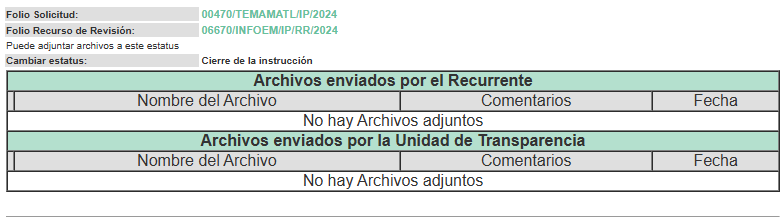 Folio Solicitud: 00470/TEMAMATL/IP/2024
Folio Recurso de Revisión: 06670/INFOEM/IP/RR/2024
Puede adjuntar archivos a este estatus
Cambiar estatus: Cierre de la instrucción
Archivos enviados por el Recurrente
Nombre del Archivo Comentarios Fecha
No hay Archivos adjuntos
Archivos enviados por la Unidad de Transparencia
Nombre del Archivo Comentarios Fecha
No hay Archivos adjuntos